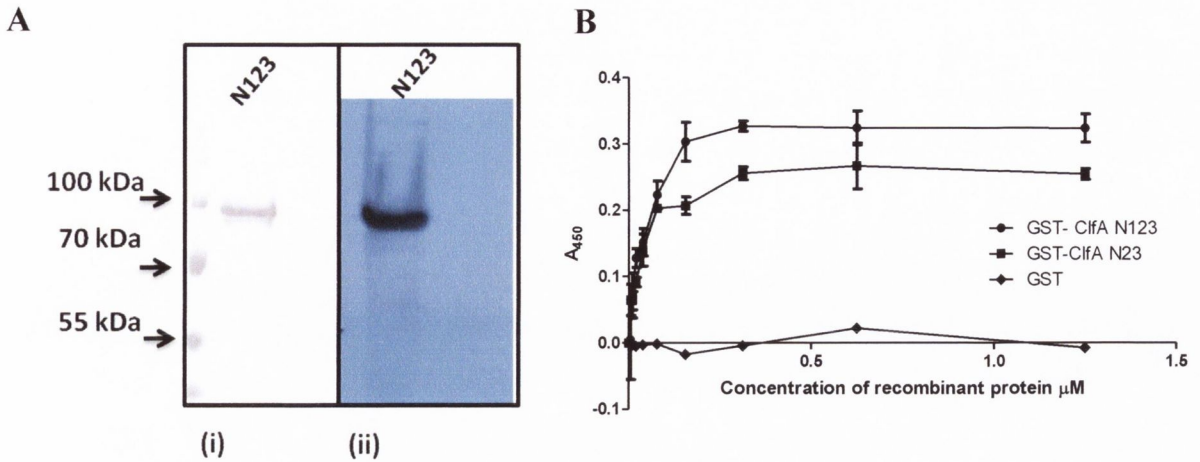 A
N123
N123
100 kDa
70 kDa
55 kDa
(i)
(ii)
B
0.4
0.3
0.2
0.1
0.0
-0.1
A450
0.5
1.0
1.5
Concentration of recombinant protein µM
GST- ClfA N123
GST-ClfA N23
GST